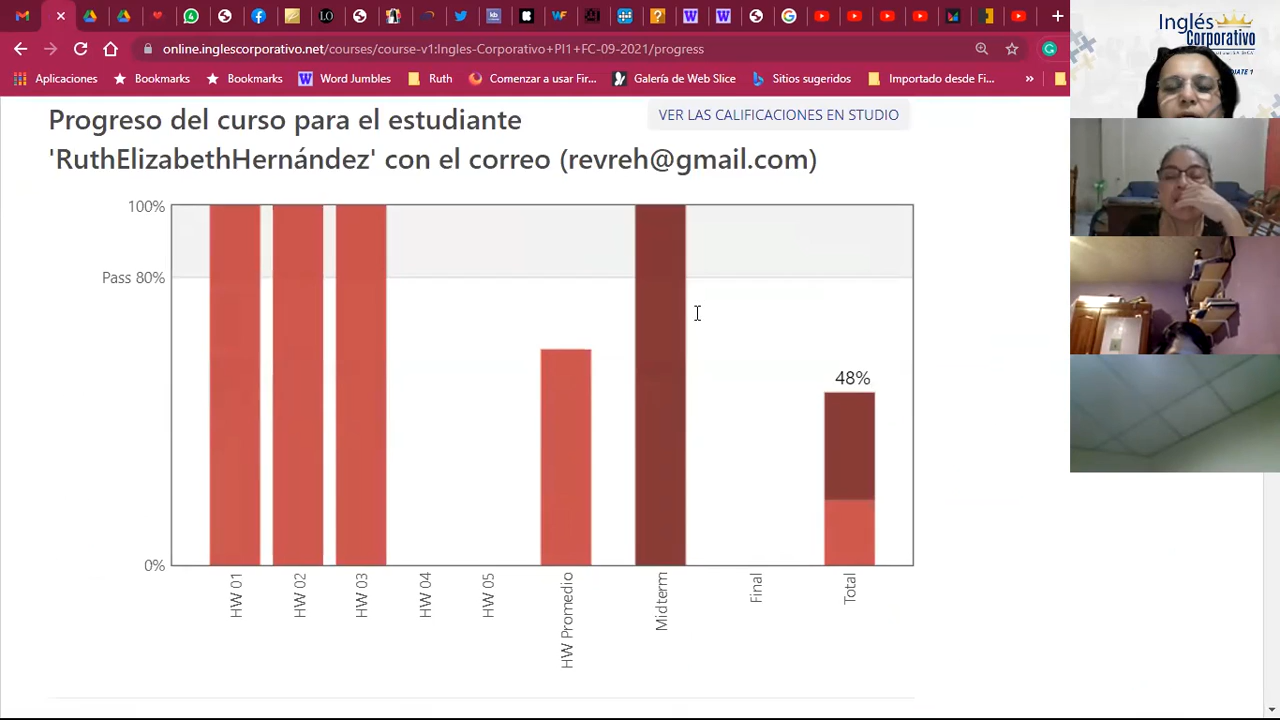 online.inglescorporativo.net/courses/course-v1:Ingles-Corporativo+PI1+FC-09-2021/progress
Aplicaciones
Bookmarks
Bookmarks
Word Jumbles
Ruth
Comenzar a usar Fir...
Galería de Web Slice
Sitios sugeridos
Importado desde Fi...
»
Inglés
Corporativo
Progreso del curso para el estudiante
'RuthElizabethHernández' con el correo (revreh@gmail.com)
VER LAS CALIFICACIONES EN STUDIO
100%
Pass 80%
0%
48%
HW 01
HW 02
HW 03
HW 04
HW 05
HW Promedio
Midterm
Final
Total